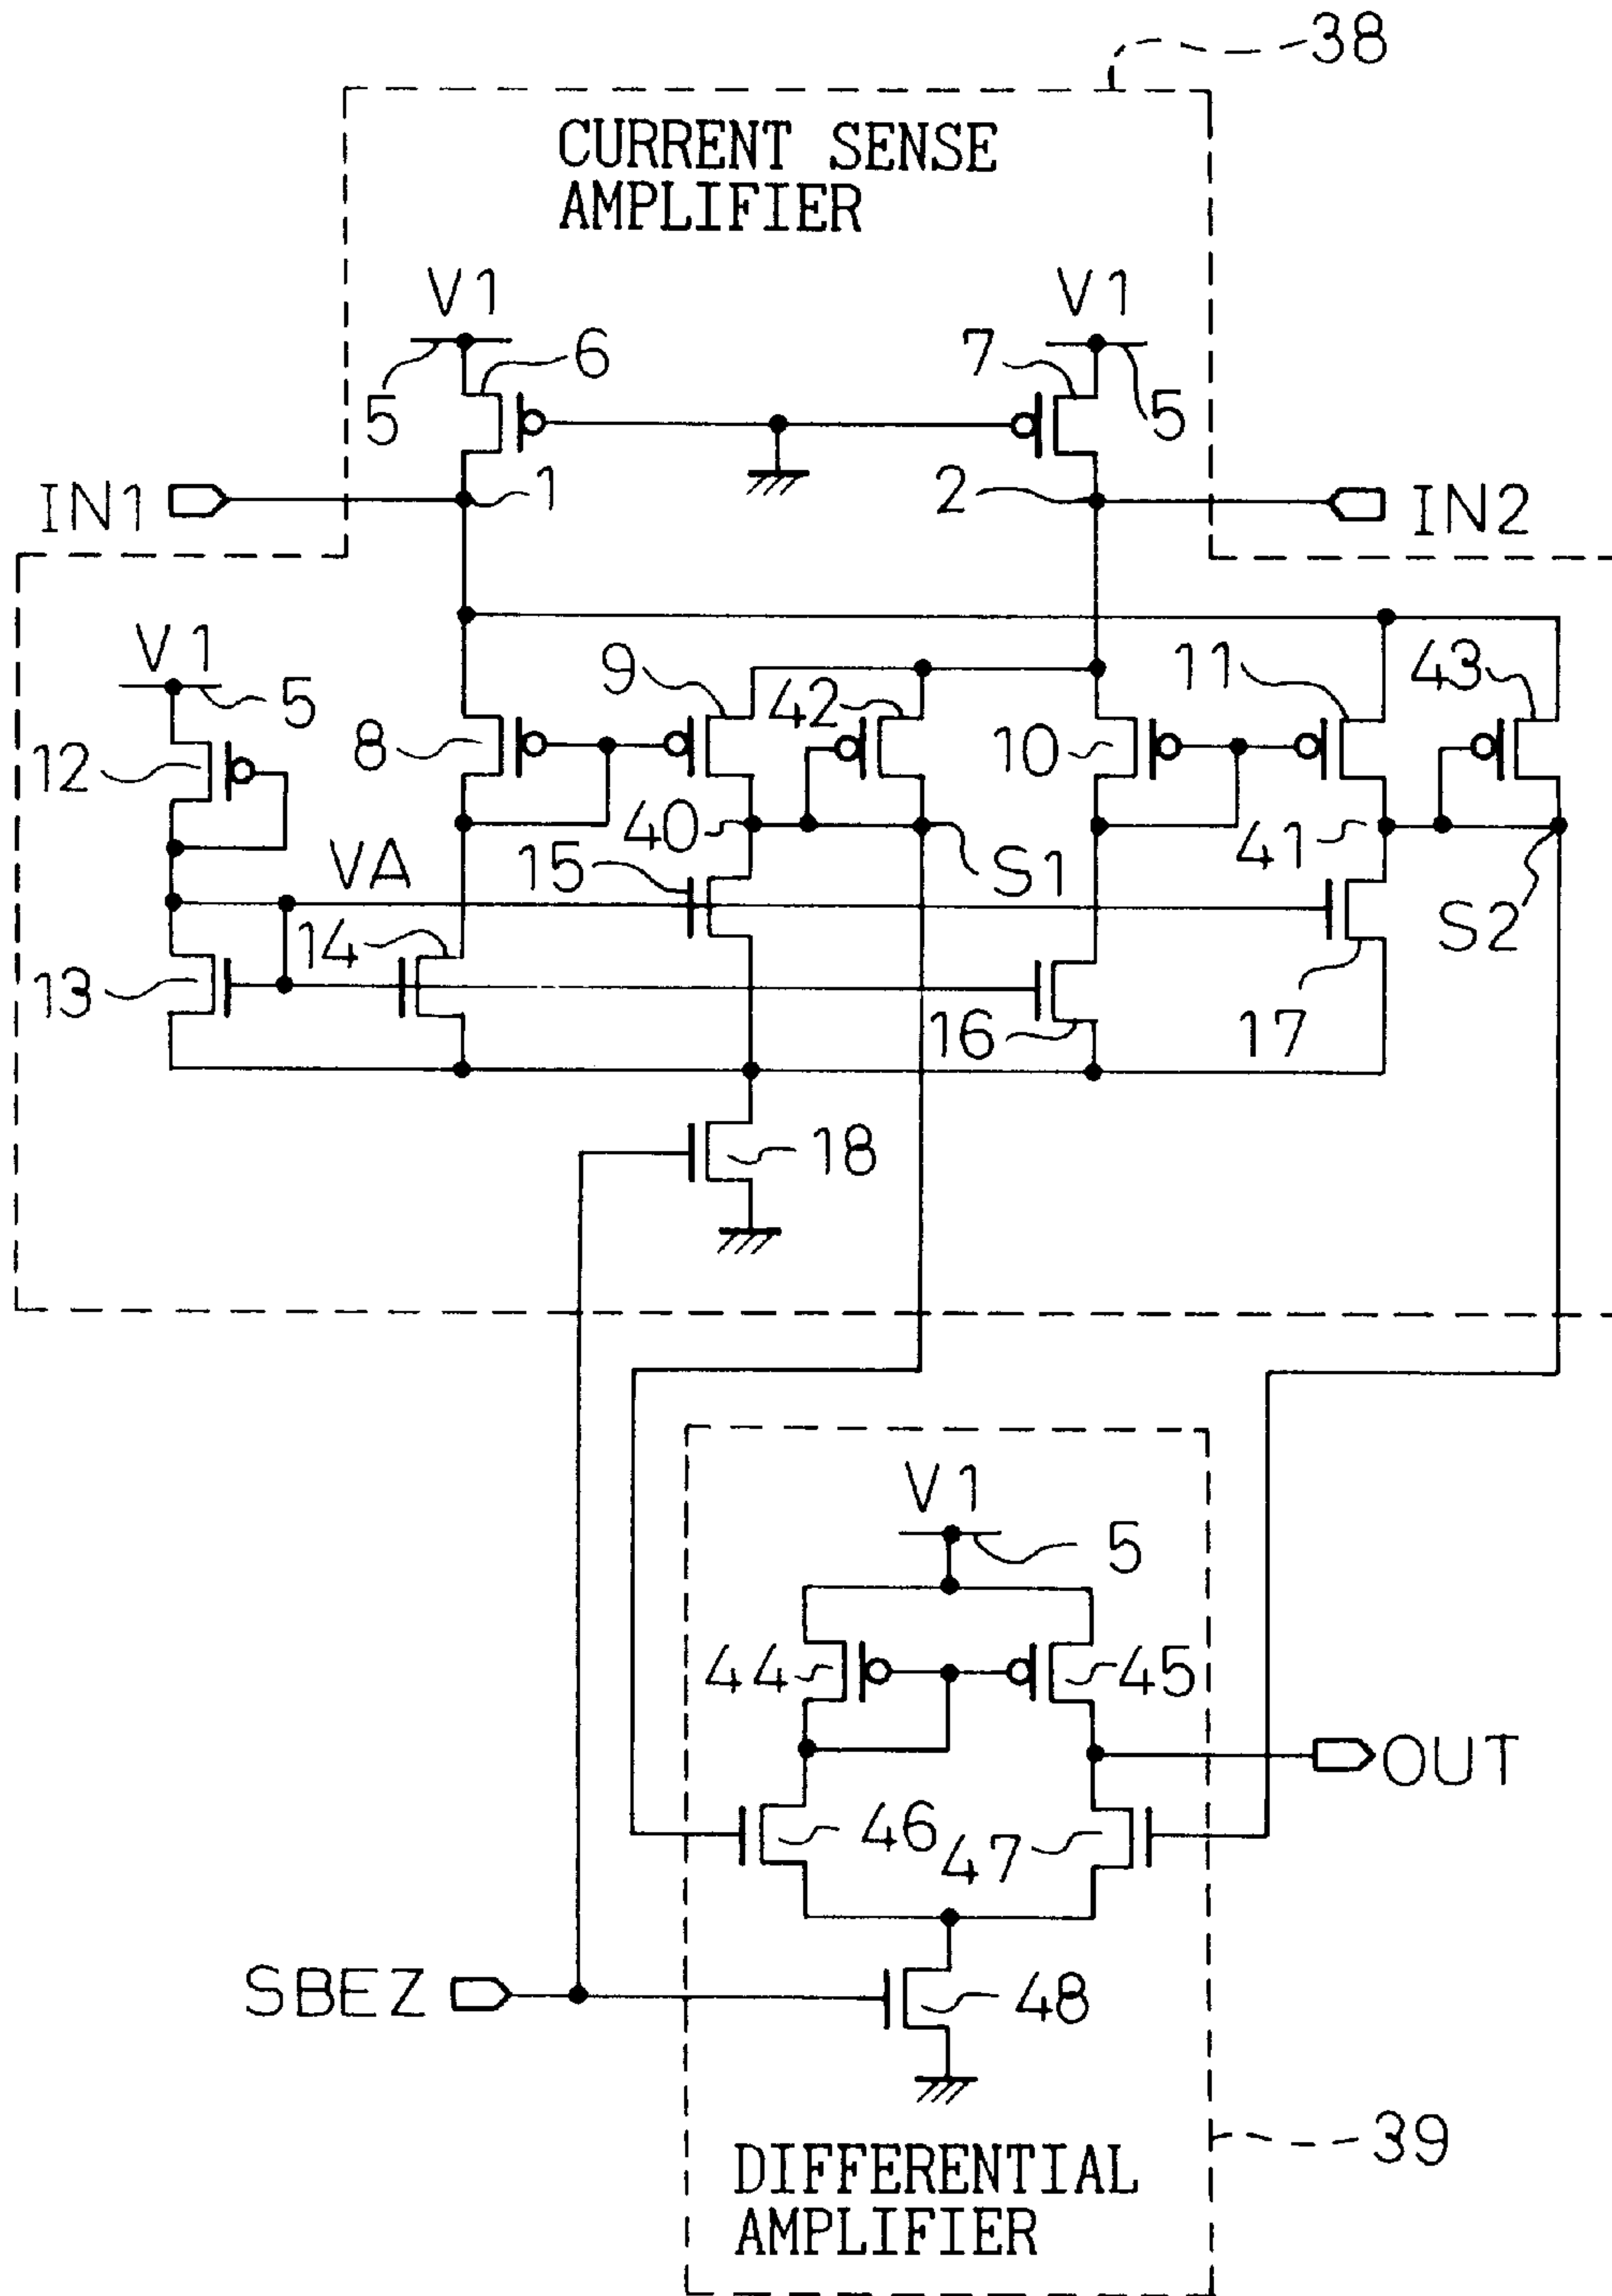 38
CURRENT SENSE
AMPLIFIER
V1
V1
5
6
7
5
IN1
1
2
IN2
V1
5
12
8
9
42
10
11
43
40
41
VA
15
S1
S2
13
14
16
17
18
V1
5
44
45
OUT
46
47
SBEZ
48
39
DIFFERENTIAL
AMPLIFIER